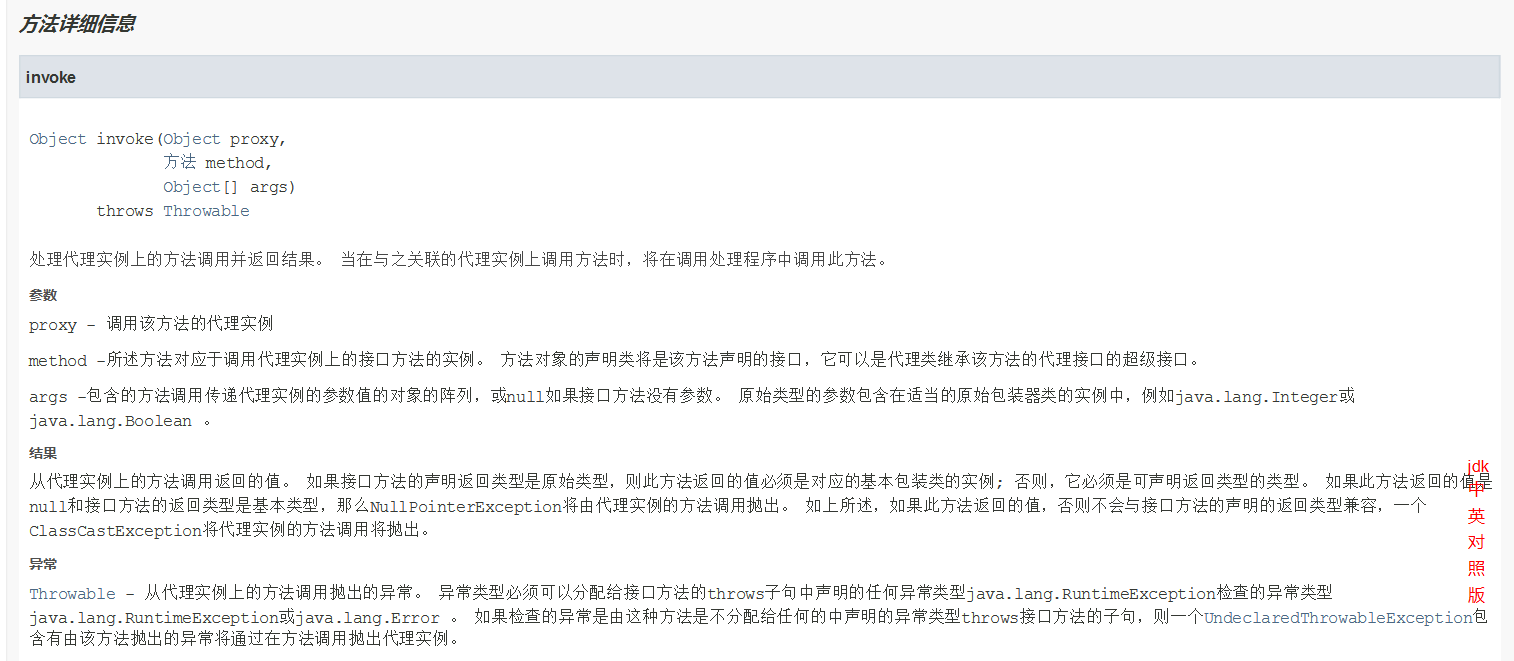 方法详细信息
invoke
Object invoke(Object proxy,
方法 method,
Object[] args)
throws Throwable
处理代理实例上的方法调用并返回结果。 当在与之关联的代理实例上调用方法时，将在调用处理程序中调用此方法。
参数
proxy - 调用该方法的代理实例
method -所述方法对应于调用代理实例上的接口方法的实例。 方法对象的声明类将是该方法声明的接口，它可以是代理类继承该方法的代理接口的超级接口。
args -包含的方法调用传递代理实例的参数值的对象的阵列，或null如果接口方法没有参数。 原始类型的参数包含在适当的原始包装器类的实例中，例如java.lang.Integer或
java.lang.Boolean 。
结果
从代理实例上的方法调用返回的值。 如果接口方法的声明返回类型是原始类型，则此方法返回的值必须是对应的基本包装类的实例；否则，它必须是可声明返回类型的类型。 如果此方法返回的值是
null和接口方法的返回类型是基本类型，那么NullPointerException将由代理实例的方法调用抛出。 如上所述，如果此方法返回的值，否则不会与接口方法的声明的返回类型兼容，一个
ClassCastException将代理实例的方法调用将抛出。
异常
Throwable - 从代理实例上的方法调用抛出的异常。 异常类型必须可以分配给接口方法的throws子句中声明的任何异常类型java.lang.RuntimeException检查的异常类型
java.lang.RuntimeException或java.lang.Error 。 如果检查的异常是由这种方法是不分配给任何的中声明的异常类型throws接口方法的子句，则一个UndeclaredThrowableException包
含有由该方法抛出的异常将通过在方法调用抛出代理实例。
jdk
中
英
对
照
版